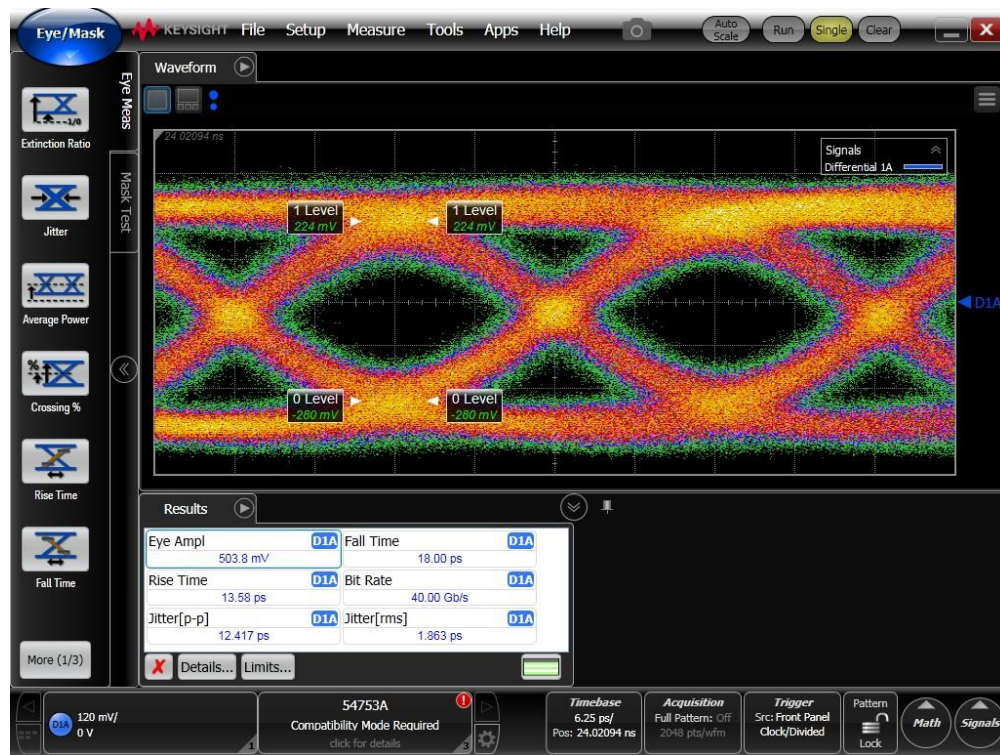 Eye/Mask
KEYSIGHT File Setup Measure Tools Apps Help
Auto Scale
Run
Single
Clear
Eye Meas
Mask Test
Waveform
Extinction Ratio
Jitter
Average Power
%
Crossing %
Rise Time
Fall Time
More (1/3)
24.02094 ns
Signals
Differential 1A
1 Level
224 mV
1 Level
224 mV
D1A
0 Level
-280 mV
0 Level
-280 mV
Results
Eye Ampl D1A Fall Time D1A
503.8 mV 18.00 ps
Rise Time D1A Bit Rate D1A
13.58 ps 40.00 Gb/s
Jitter[p-p] D1A Jitter[rms] D1A
12.417 ps 1.863 ps
Details... Limits...
D1A
120 mV/
0 V
1
54753A
Compatibility Mode Required
click for details
3
Timebase
6.25 ps/
Pos: 24.02094 ns
Acquisition
Full Pattern: Off
2048 pts/wfm
Trigger
Src: Front Panel
Clock/Divided
Pattern
Lock
Math
Signals